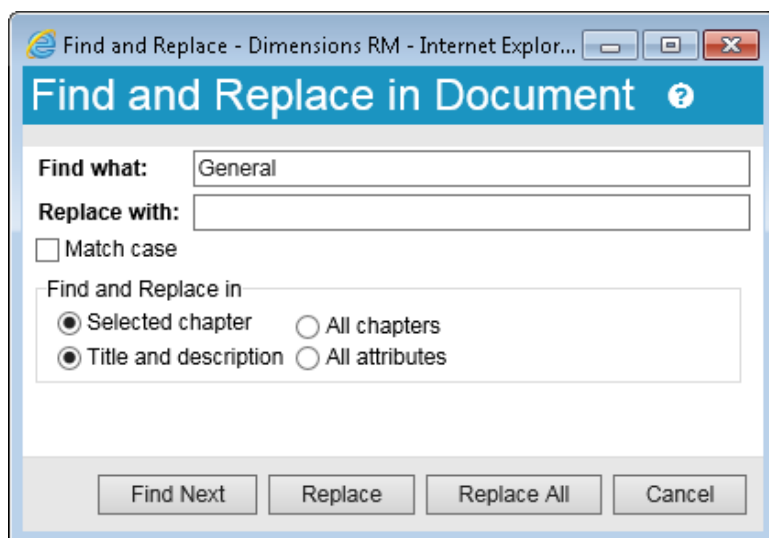 Find and Replace - Dimensions RM - Internet Explor...
Find and Replace in Document ?
Find what: General
Replace with:
Match case
Find and Replace in
Selected chapter All chapters
Title and description All attributes
Find Next Replace Replace All Cancel